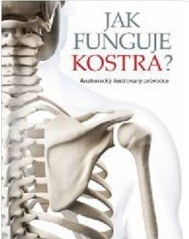 JAK
FUNGUJE
KOSTRA?
Anatomický ilustrovaný průvodce